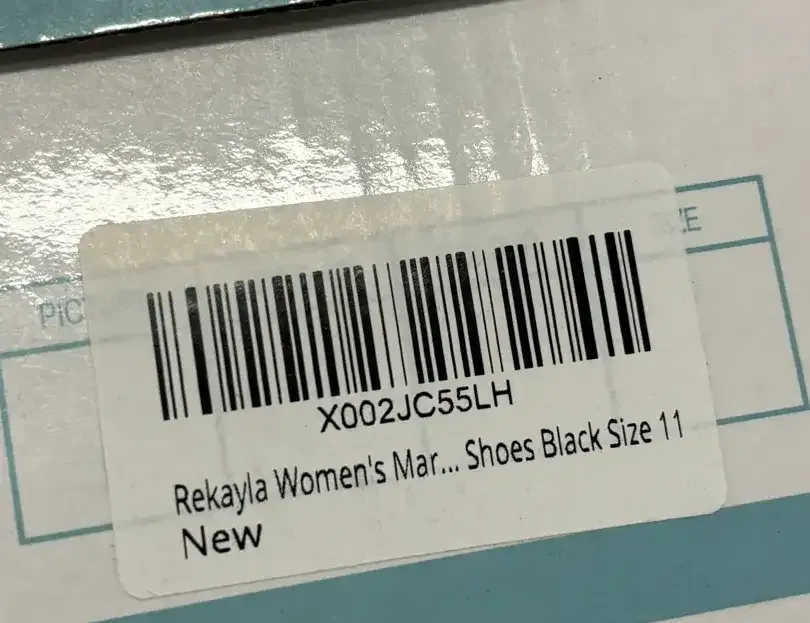 X002JC55LH
Rekayla Women's Mar... Shoes Black Size 11
New